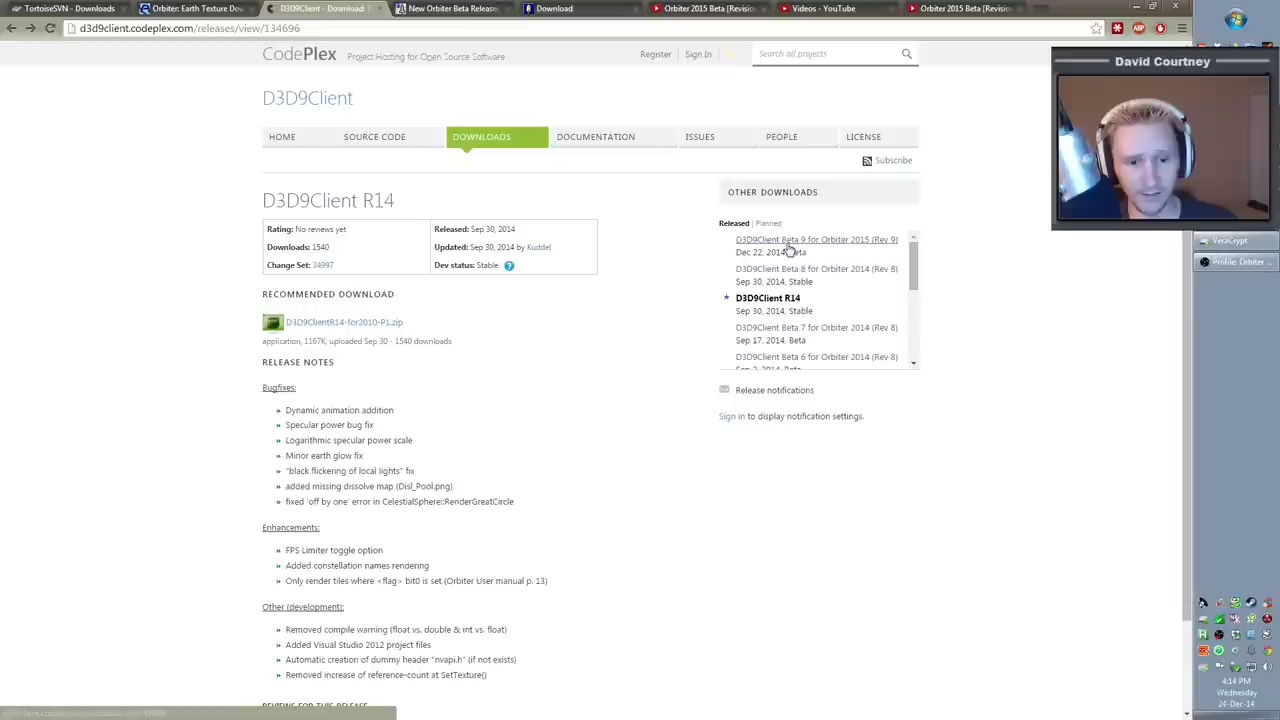 TortoiseSVN - Downloads
Orbiter: Earth Texture Dow
D3D9Client - Download
New Orbiter Beta Release
Download
Orbiter 2015 Beta [Revisio
Videos - YouTube
Orbiter 2015 Beta [Revisio
d3d9client.codeplex.com/releases/view/134696
David Courtney
CodePlex Project Hosting for Open Source Software
Register Sign In
Search all projects
D3D9Client
HOME SOURCE CODE DOWNLOADS DOCUMENTATION ISSUES PEOPLE LICENSE
Subscribe
D3D9Client R14
Rating: No reviews yet
Released: Sep 30, 2014
Downloads: 1540
Updated: Sep 30, 2014 by Kuddel
Change Set: 34997
Dev status: Stable
RECOMMENDED DOWNLOAD
D3D9ClientR14-for2010-P1.zip
application, 1167K, uploaded Sep 30 - 1540 downloads
RELEASE NOTES
Bugfixes:
» Dynamic animation addition
» Specular power bug fix
» Logarithmic specular power scale
» Minor earth glow fix
» "black flickering of local lights" fix
» added missing dissolve map (Disl_Pool.png)
» fixed 'off by one' error in CelestialSphere::RenderGreatCircle
Enhancements:
» FPS Limiter toggle option
» Added constellation names rendering
» Only render tiles where <flag> bit0 is set (Orbiter User manual p. 13)
Other (development):
» Removed compile warning (float vs. double & int vs. float)
» Added Visual Studio 2012 project files
» Automatic creation of dummy header "nvapi.h" (if not exists)
» Removed increase of reference-count at SetTexture()
REVIEWS FOR THIS RELEASE
OTHER DOWNLOADS
Released | Planned
D3D9Client Beta 9 for Orbiter 2015 (Rev 9)
Dec 22, 2014, Beta
D3D9Client Beta 8 for Orbiter 2014 (Rev 8)
Sep 30, 2014, Stable
* D3D9Client R14
Sep 30, 2014, Stable
D3D9Client Beta 7 for Orbiter 2014 (Rev 8)
Sep 17, 2014, Beta
D3D9Client Beta 6 for Orbiter 2014 (Rev 8)
Sep 2, 2014, Beta
Release notifications
Sign in to display notification settings.
VeraCrypt
Profile: Orbiter ...
4:14 PM
Wednesday
24-Dec-14